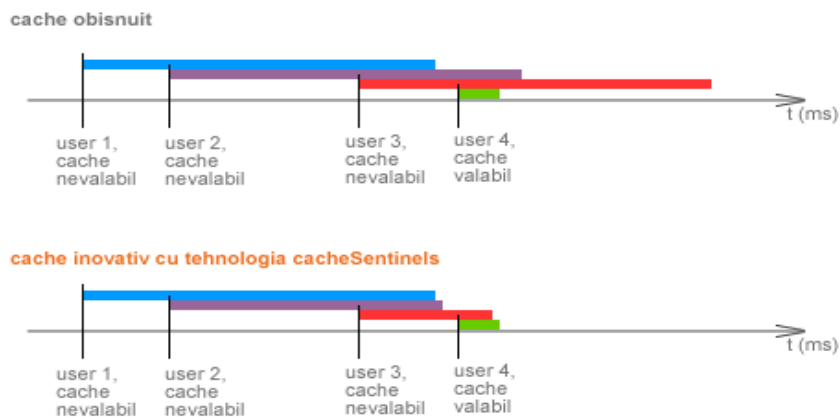 cache obisnuit
t (ms)
user 1,
cache
nevalabil
user 2,
cache
nevalabil
user 3,
cache
nevalabil
user 4,
cache
valabil
cache inovativ cu tehnologia cacheSentinels
t (ms)
user 1,
cache
nevalabil
user 2,
cache
nevalabil
user 3,
cache
nevalabil
user 4,
cache
valabil